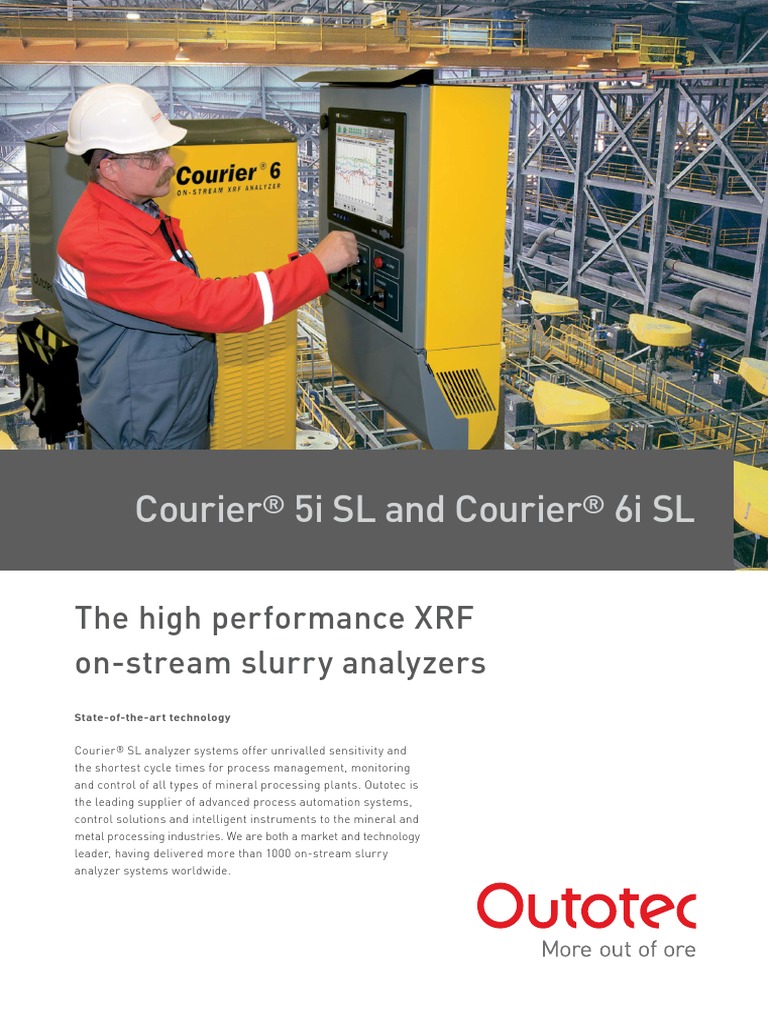 Courier® 6
ON-STREAM XRF ANALYZER
Courier® 5i SL and Courier® 6i SL
The high performance XRF
on-stream slurry analyzers
State-of-the-art technology
Courier® SL analyzer systems offer unrivalled sensitivity and
the shortest cycle times for process management, monitoring
and control of all types of mineral processing plants. Outotec is
the leading supplier of advanced process automation systems,
control solutions and intelligent instruments to the mineral and
metal processing industries. We are both a market and technology
leader, having delivered more than 1000 on-stream slurry
analyzer systems worldwide.
Outotec
More out of ore